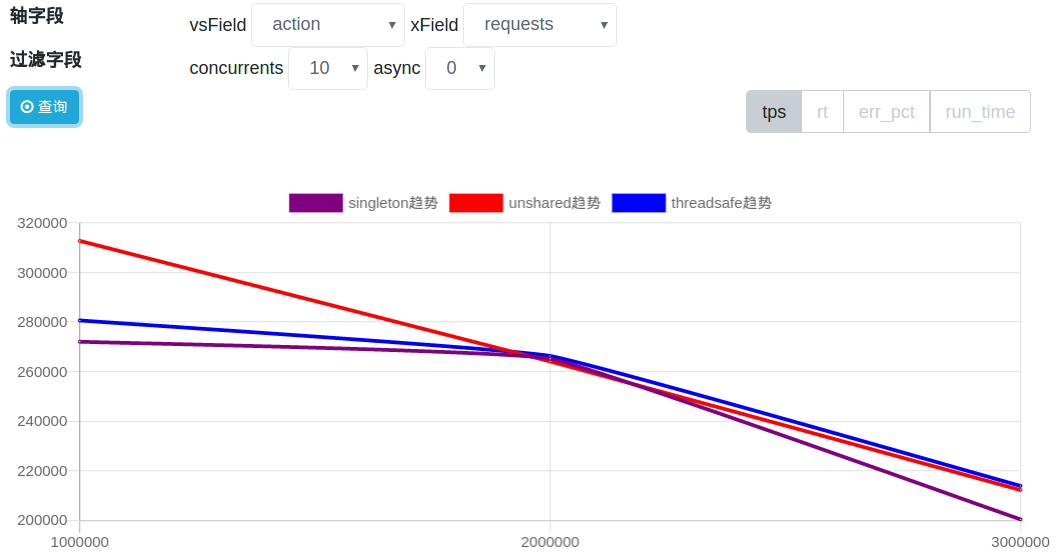 轴字段
vsField action xField requests
过滤字段
concurrents 10 async 0
查询
tps rt err_pct run_time
singleton趋势 unshared趋势 threadsafe趋势
320000
300000
280000
260000
240000
220000
200000
1000000 2000000 3000000